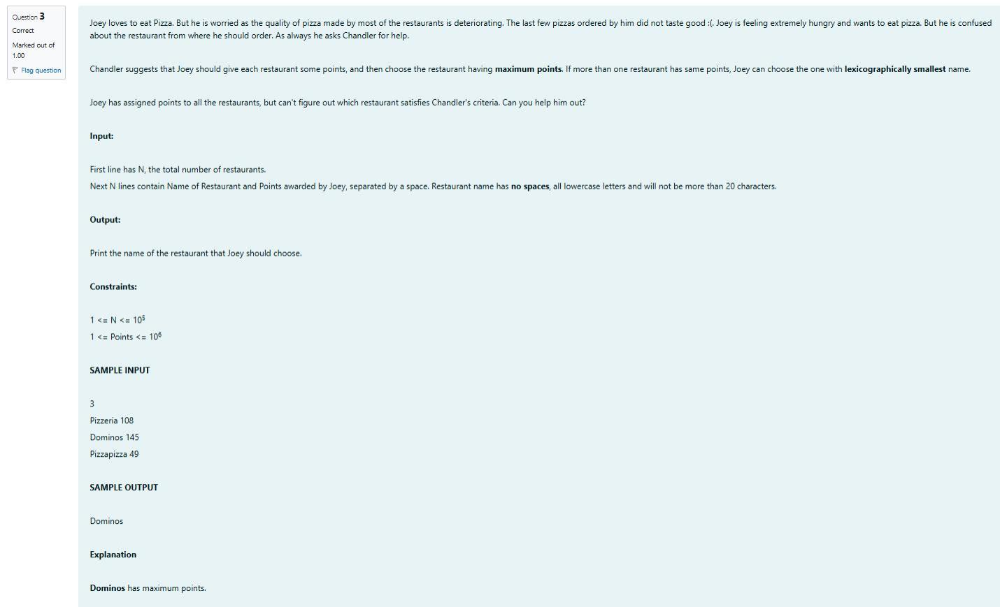 Question 3
Correct
Marked out of
1.00
Flag question
Joey loves to eat Pizza. But he is worried as the quality of pizza made by most of the restaurants is deteriorating. The last few pizzas ordered by him did not taste good :(. Joey is feeling extremely hungry and wants to eat pizza. But he is confused
about the restaurant from where he should order. As always he asks Chandler for help.
Chandler suggests that Joey should give each restaurant some points, and then choose the restaurant having maximum points. If more than one restaurant has same points, Joey can choose the one with lexicographically smallest name.
Joey has assigned points to all the restaurants, but can't figure out which restaurant satisfies Chandler's criteria. Can you help him out?
Input:
First line has N, the total number of restaurants.
Next N lines contain Name of Restaurant and Points awarded by Joey, separated by a space. Restaurant name has no spaces, all lowercase letters and will not be more than 20 characters.
Output:
Print the name of the restaurant that Joey should choose.
Constraints:
1 <= N <= 10⁵
1 <= Points <= 10⁶
SAMPLE INPUT
3
Pizzeria 108
Dominos 145
Pizzapizza 49
SAMPLE OUTPUT
Dominos
Explanation
Dominos has maximum points.